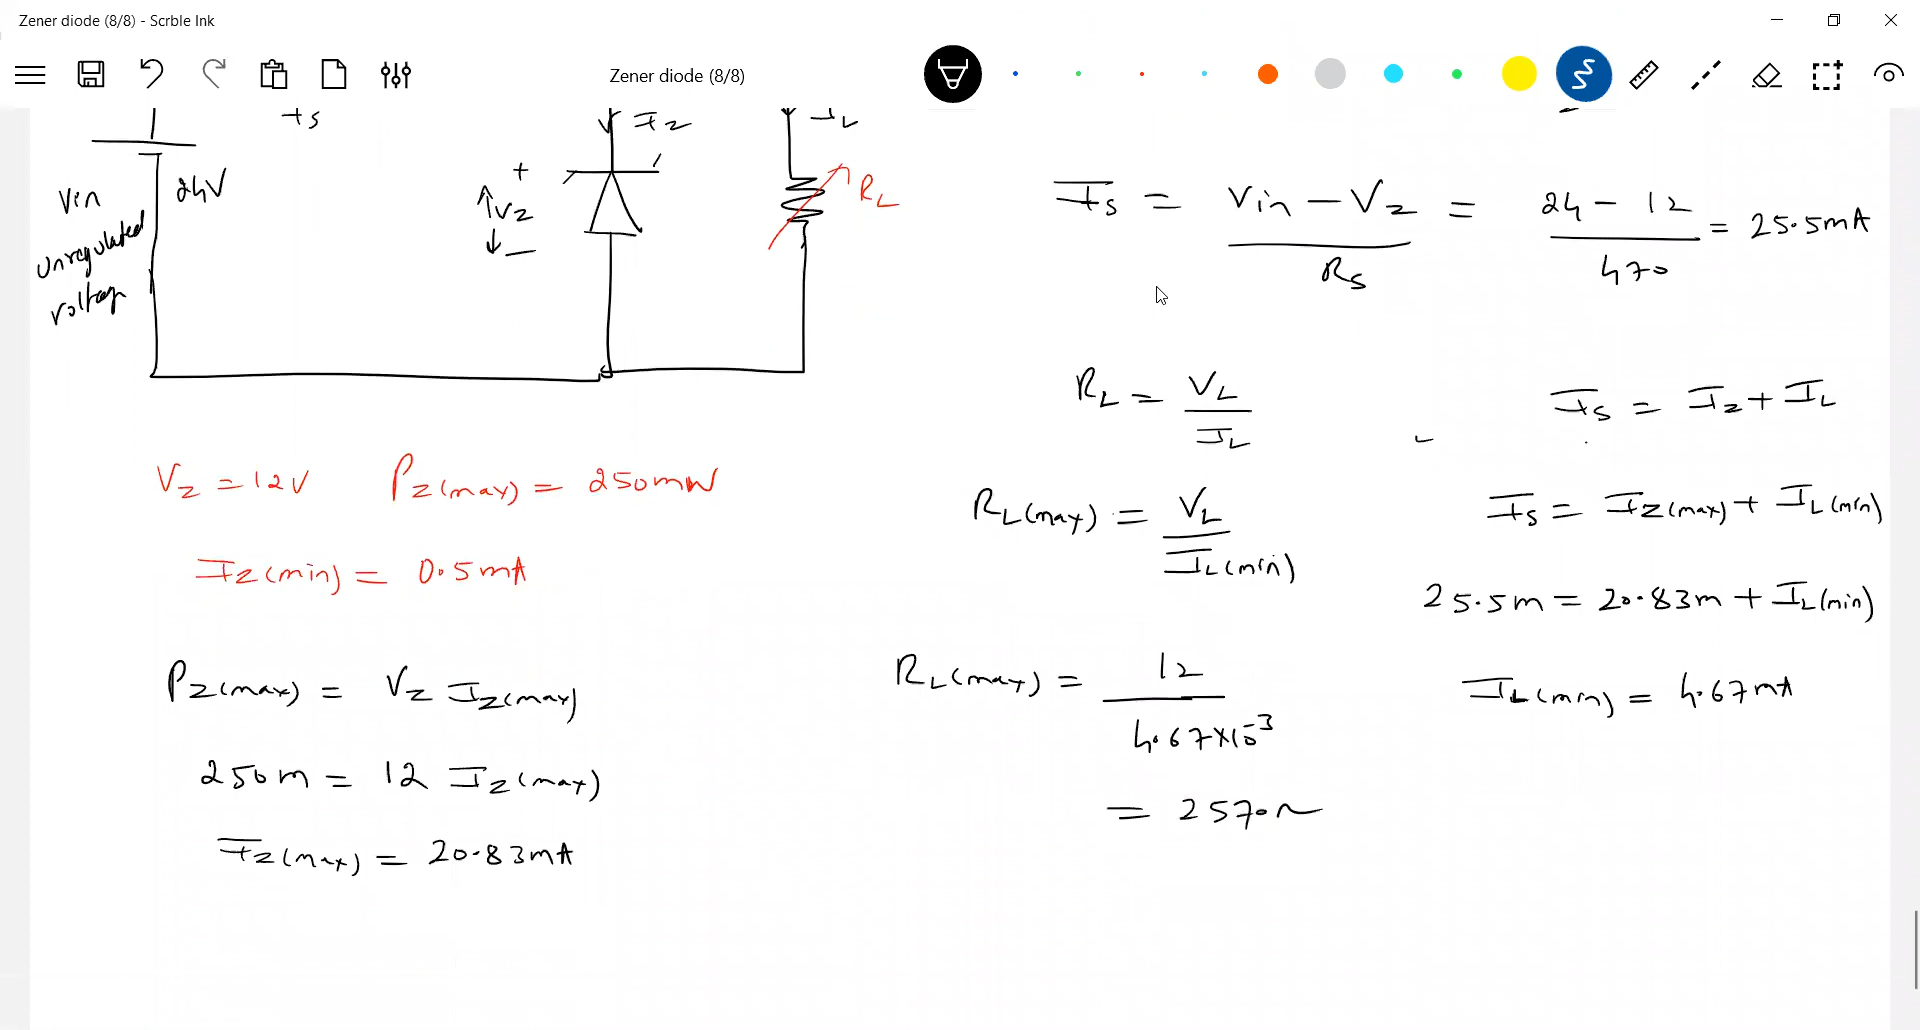 Zener diode (8/8) - Scrble Ink
Zener diode (8/8)
Is
Iz
IL
Vin
24V
unregulated
voltage
+
Vz
−
RL
Is = Vin − Vz / Rs = 24 − 12 / 470 = 25.5mA
RL = VL / IL
Is = Iz + IL
Vz = 12V Pz(max) = 250mW
RL(max) = VL / IL(min)
Is = Iz(max) + IL(min)
Iz(min) = 0.5mA
25.5m = 20.83m + IL(min)
Pz(max) = Vz Iz(max)
RL(max) = 12 / 4.67×10⁻³
IL(min) = 4.67mA
250m = 12 Iz(max)
= 2570Ω
Iz(max) = 20.83mA